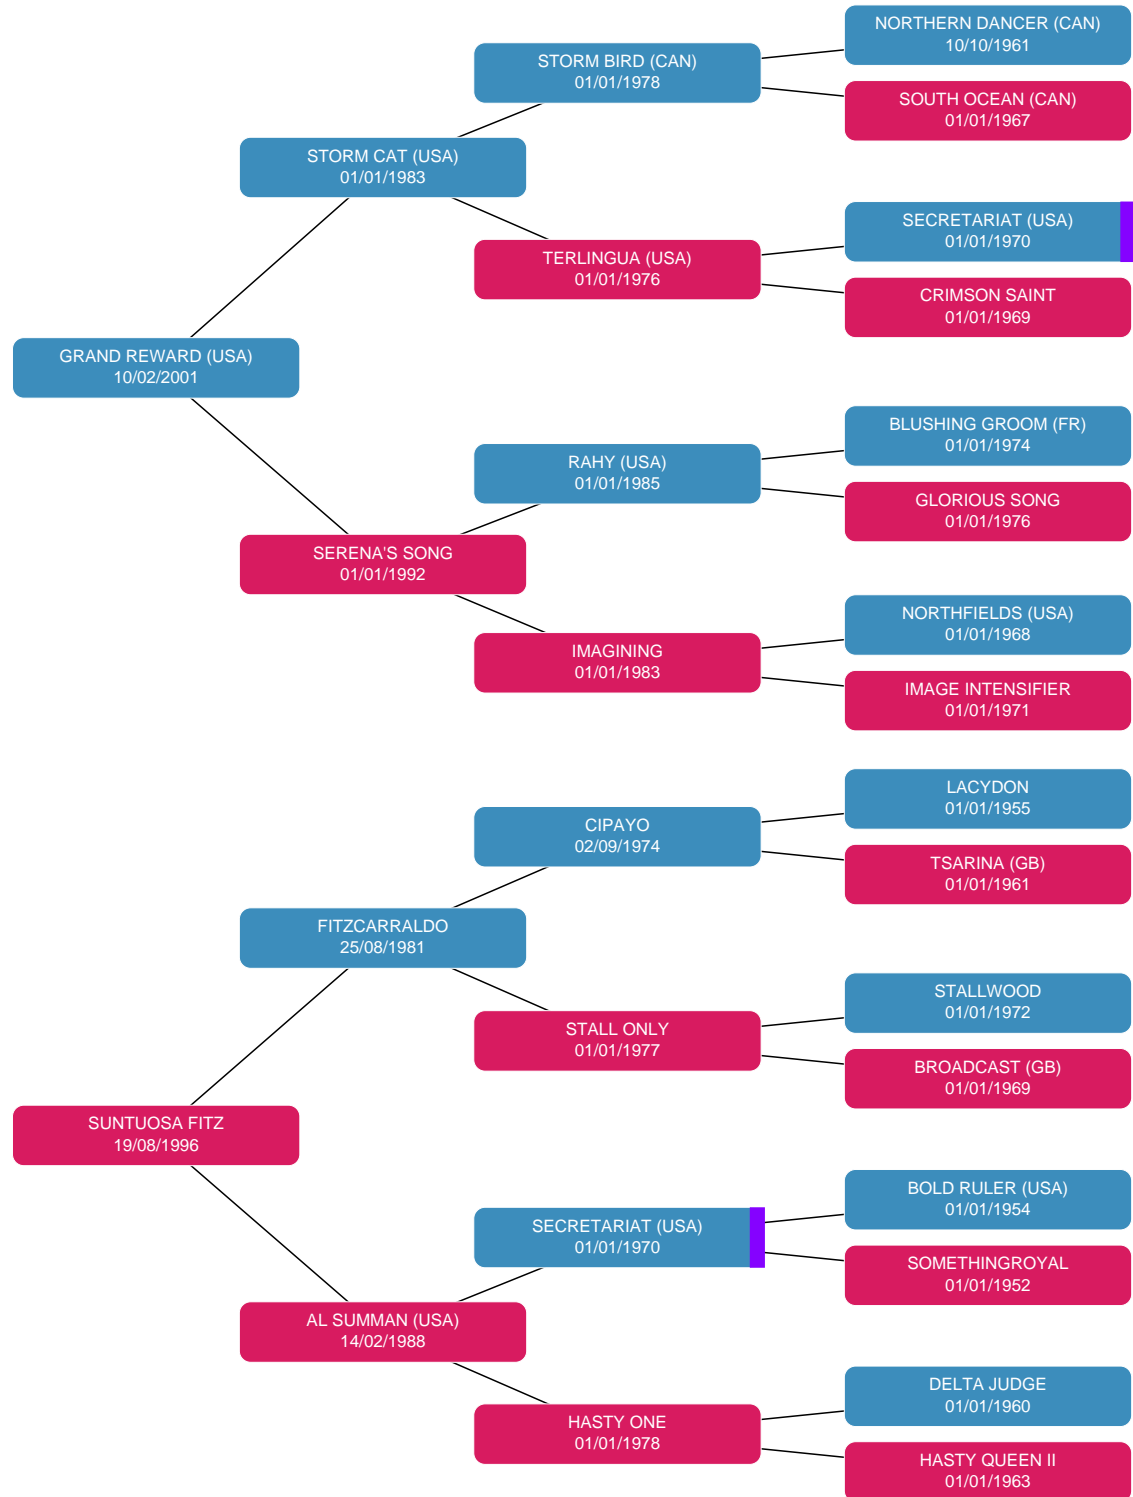 NORTHERN DANCER (CAN)
10/10/1961
STORM BIRD (CAN)
01/01/1978
SOUTH OCEAN (CAN)
01/01/1967
STORM CAT (USA)
01/01/1983
SECRETARIAT (USA)
01/01/1970
TERLINGUA (USA)
01/01/1976
CRIMSON SAINT
01/01/1969
GRAND REWARD (USA)
10/02/2001
BLUSHING GROOM (FR)
01/01/1974
RAHY (USA)
01/01/1985
GLORIOUS SONG
01/01/1976
SERENA'S SONG
01/01/1992
NORTHFIELDS (USA)
01/01/1968
IMAGINING
01/01/1983
IMAGE INTENSIFIER
01/01/1971
LACYDON
01/01/1955
CIPAYO
02/09/1974
TSARINA (GB)
01/01/1961
FITZCARRALDO
25/08/1981
STALLWOOD
01/01/1972
STALL ONLY
01/01/1977
BROADCAST (GB)
01/01/1969
SUNTUOSA FITZ
19/08/1996
BOLD RULER (USA)
01/01/1954
SECRETARIAT (USA)
01/01/1970
SOMETHINGROYAL
01/01/1952
AL SUMMAN (USA)
14/02/1988
DELTA JUDGE
01/01/1960
HASTY ONE
01/01/1978
HASTY QUEEN II
01/01/1963